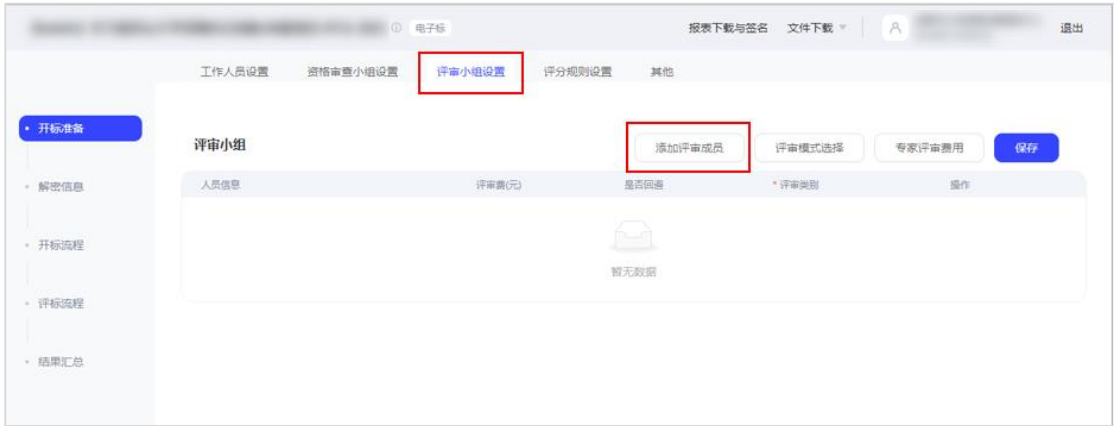 电子标 报表下载与签名 文件下载 退出
工作人员设置 资格审查小组设置 评审小组设置 评分规则设置 其他
开标准备
评审小组 添加评审成员 评审模式选择 专家评审费用 保存
解密信息
人员信息 评审费(元) 是否回避 * 评审类别 操作
开标流程
暂无数据
评标流程
结果汇总